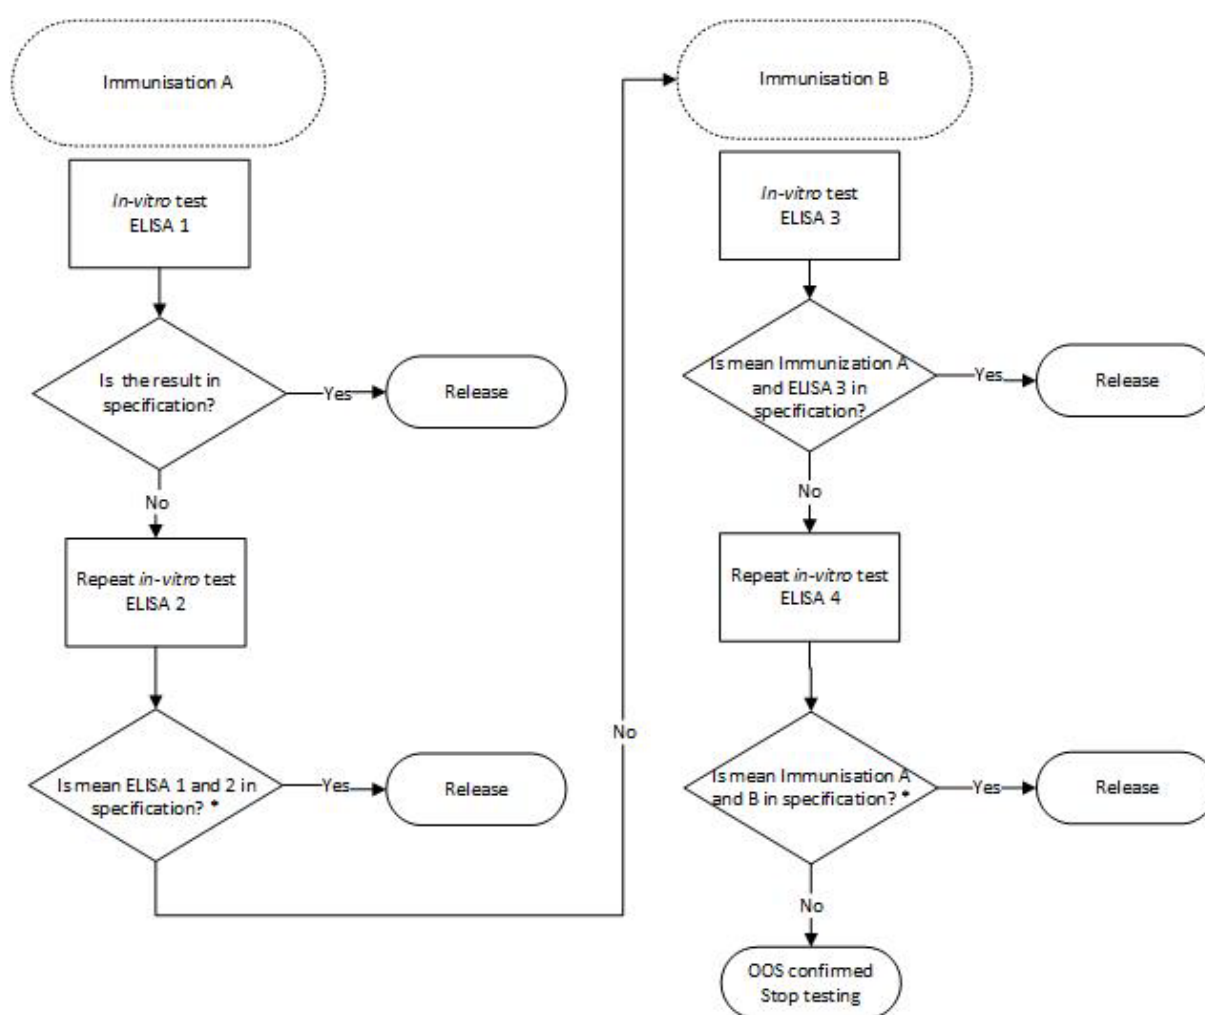 Immunisation A
In-vitro test
ELISA 1
Is the result in
specification?
Yes
Release
No
Repeat in-vitro test
ELISA 2
Is mean ELISA 1 and 2 in
specification? *
Yes
Release
No
Immunisation B
In-vitro test
ELISA 3
Is mean Immunization A
and ELISA 3 in
specification?
Yes
Release
No
Repeat in-vitro test
ELISA 4
Is mean Immunisation A
and B in specification? *
Yes
Release
No
OOS confirmed
Stop testing